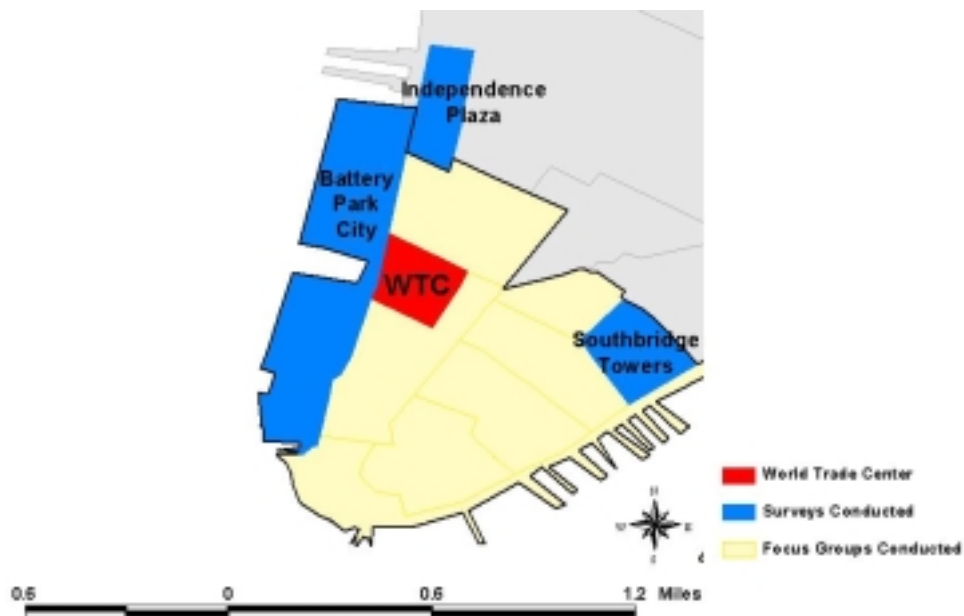 Independence
Plaza
Battery
Park
City
WTC
Southbridge
Towers
World Trade Center
Surveys Conducted
Focus Groups Conducted
N
W
E
S
0.6 0 0.6 1.2 Miles